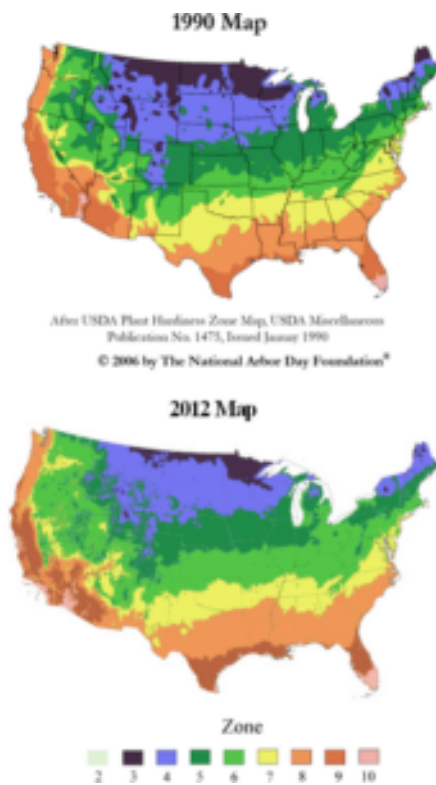 1990 Map
After USDA Plant Hardiness Zone Map, USDA Miscellaneous
Publication No. 1475, Issued January 1990
© 2006 by The National Arbor Day Foundation®
2012 Map
Zone
2 3 4 5 6 7 8 9 10